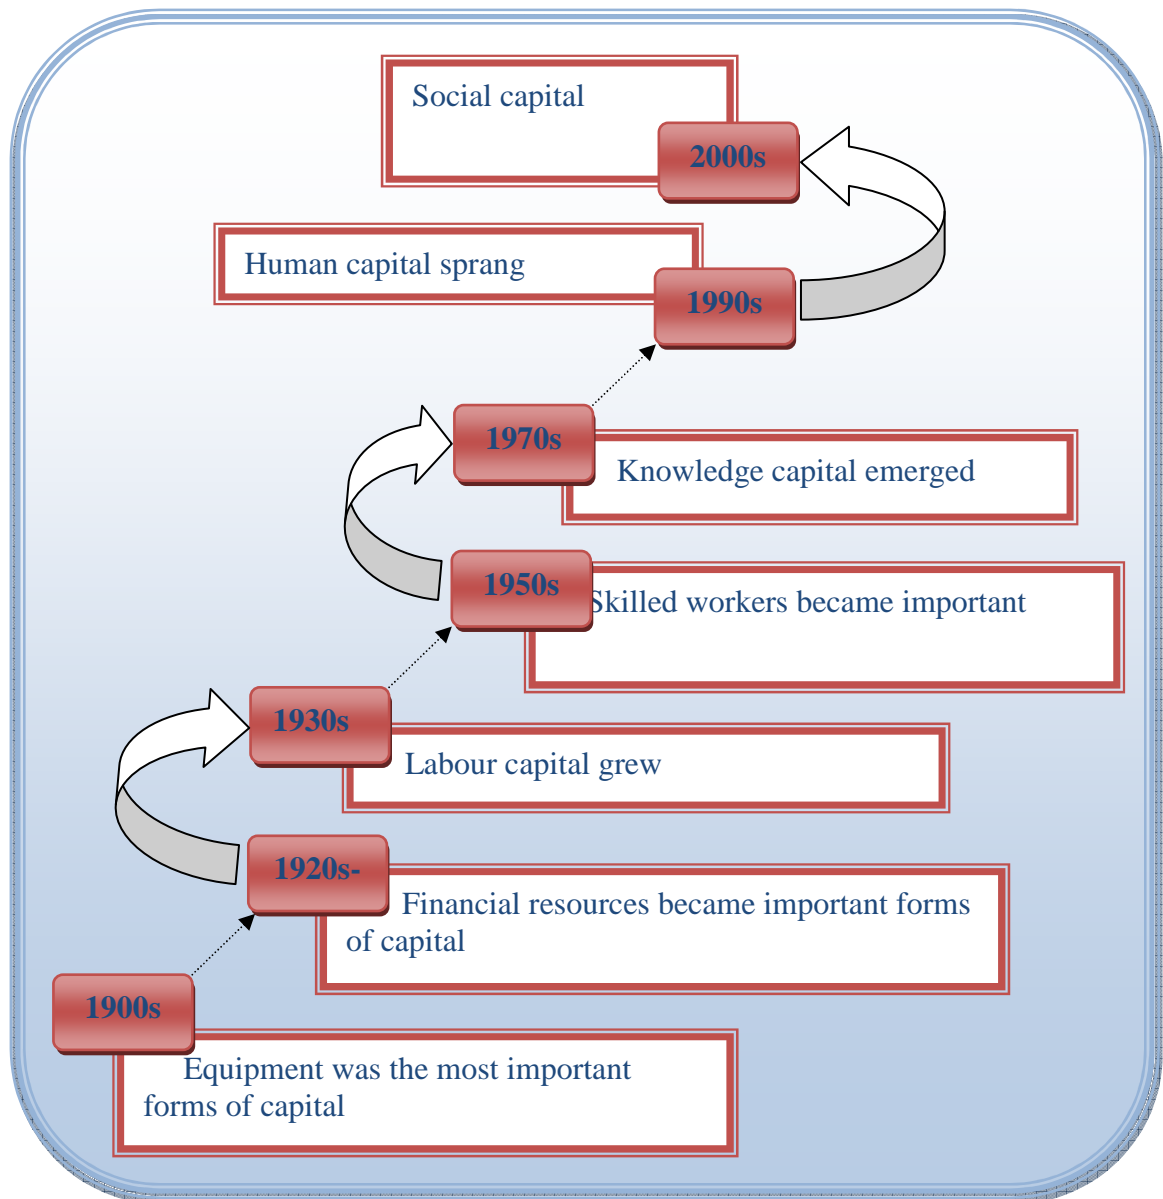 Social capital
2000s
Human capital sprang
1990s
1970s
Knowledge capital emerged
1950s
Skilled workers became important
1930s
Labour capital grew
1920s-
Financial resources became important forms
of capital
1900s
Equipment was the most important
forms of capital